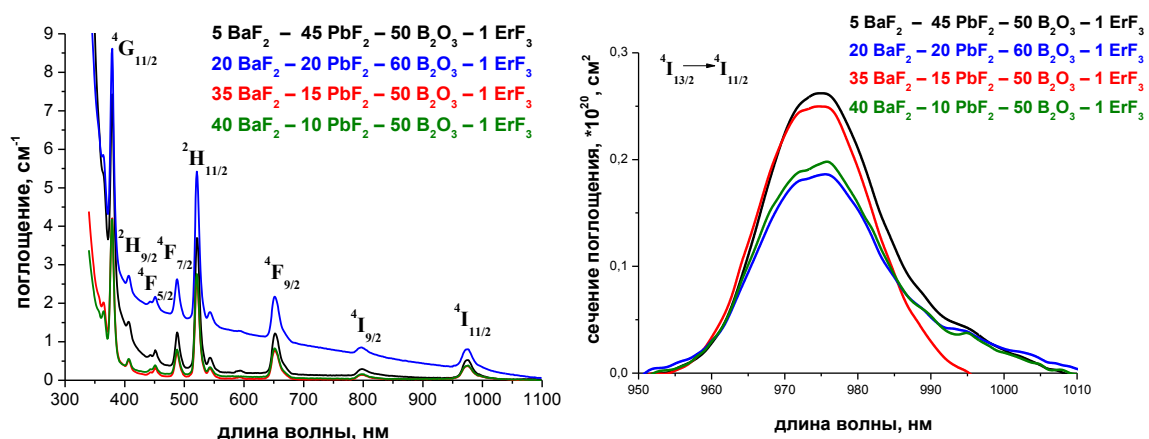 5 BaF₂ – 45 PbF₂ – 50 B₂O₃ – 1 ErF₃
20 BaF₂ – 20 PbF₂ – 60 B₂O₃ – 1 ErF₃
35 BaF₂ – 15 PbF₂ – 50 B₂O₃ – 1 ErF₃
40 BaF₂ – 10 PbF₂ – 50 B₂O₃ – 1 ErF₃
⁴G₁₁/₂
²H₁₁/₂
²H₉/₂
⁴F₇/₂
⁴F₅/₂
⁴F₉/₂
⁴I₉/₂
⁴I₁₁/₂
поглощение, см⁻¹
9
8
7
6
5
4
3
2
1
0
300 400 500 600 700 800 900 1000 1100
длина волны, нм
5 BaF₂ – 45 PbF₂ – 50 B₂O₃ – 1 ErF₃
20 BaF₂ – 20 PbF₂ – 60 B₂O₃ – 1 ErF₃
35 BaF₂ – 15 PbF₂ – 50 B₂O₃ – 1 ErF₃
40 BaF₂ – 10 PbF₂ – 50 B₂O₃ – 1 ErF₃
⁴I₁₃/₂ → ⁴I₁₁/₂
сечение поглощения, *10²⁰, см²
0,3
0,2
0,1
0,0
950 960 970 980 990 1000 1010
длина волны, нм